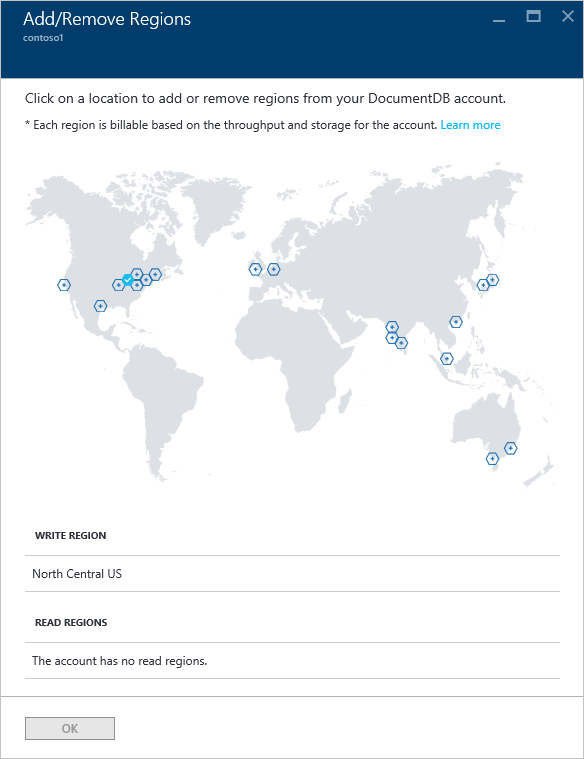 Add/Remove Regions
contoso1
Click on a location to add or remove regions from your DocumentDB account.
* Each region is billable based on the throughput and storage for the account. Learn more
WRITE REGION
North Central US
READ REGIONS
The account has no read regions.
OK